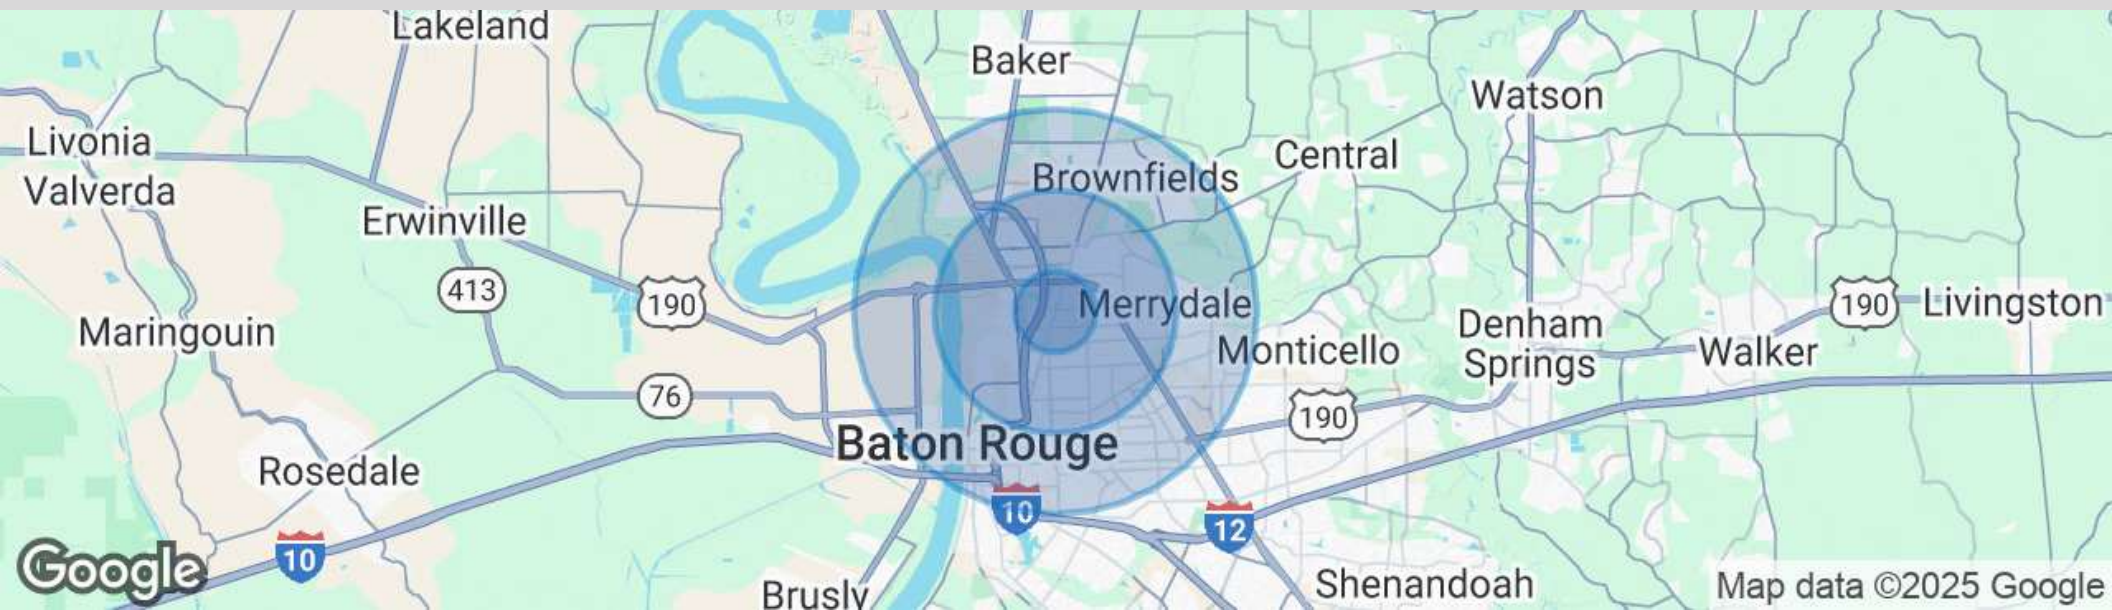 Lakeland
Baker
Watson
Livonia
Central
Brownfields
Valverda
Erwinville
413
190
Merrydale
190
Livingston
Maringouin
Denham
Springs
Monticello
Walker
76
190
Baton Rouge
Rosedale
10
12
10
Google
Shenandoah
Map data ©2025 Google
Brusly